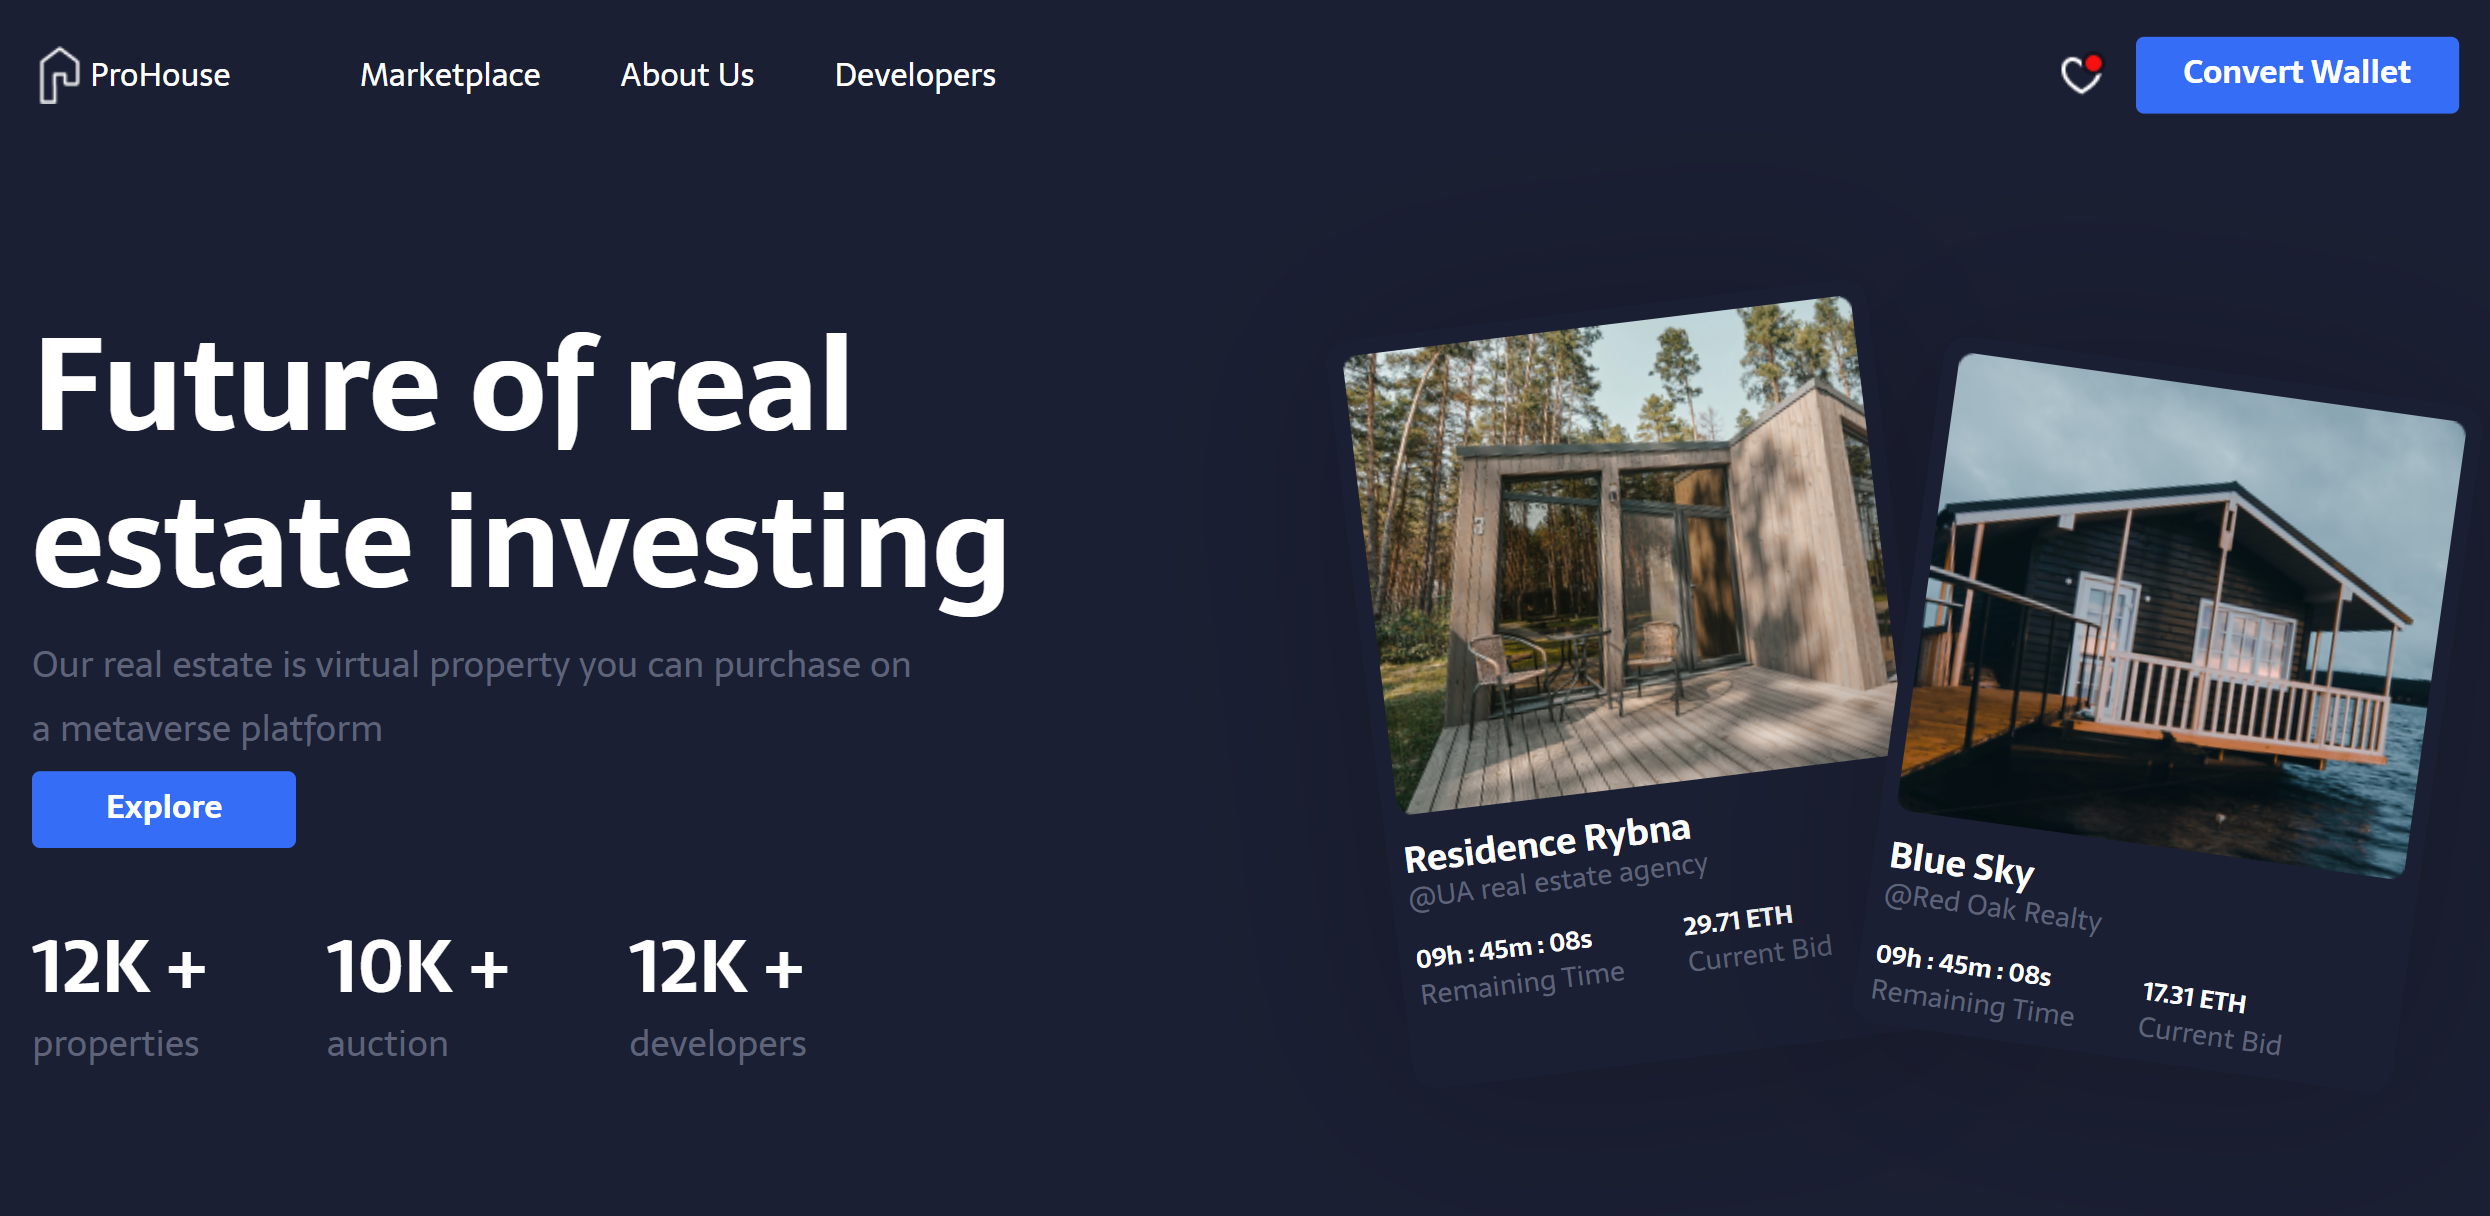 ProHouse
Marketplace
About Us
Developers
Convert Wallet
Future of real
estate investing
Our real estate is virtual property you can purchase on
a metaverse platform
Explore
12K +
properties
10K +
auction
12K +
developers
3
Residence Rybna
@UA real estate agency
09h : 45m : 08s
Remaining Time
29.71 ETH
Current Bid
Blue Sky
@Red Oak Realty
09h : 45m : 08s
Remaining Time
17.31 ETH
Current Bid